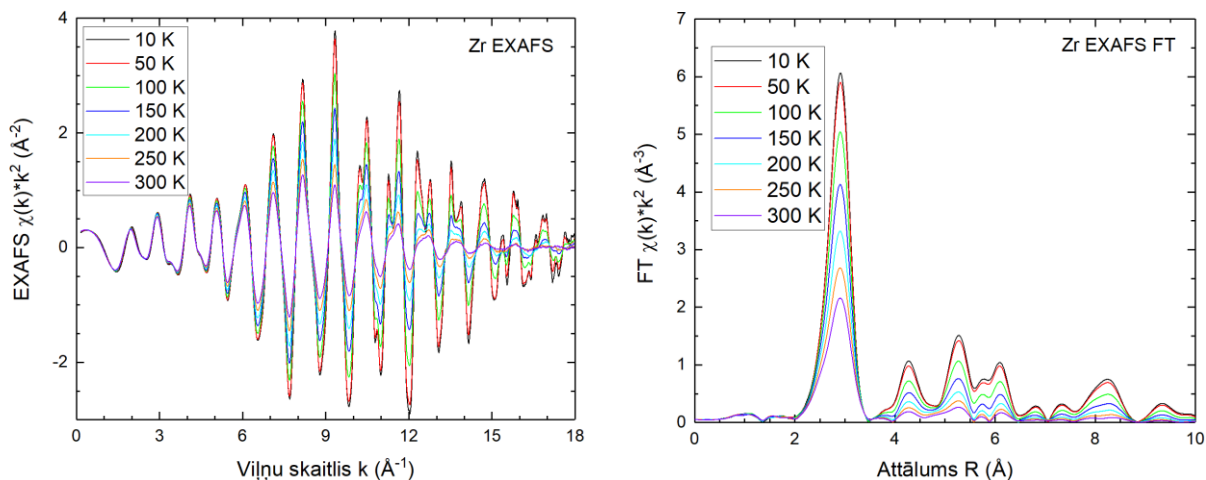 Zr EXAFS
10 K
50 K
100 K
150 K
200 K
250 K
300 K
EXAFS χ(k)*k² (Å⁻²)
4
2
0
-2
0
3
6
9
12
15
18
Viļņu skaitlis k (Å⁻¹)
Zr EXAFS FT
10 K
50 K
100 K
150 K
200 K
250 K
300 K
FT χ(k)*k² (Å⁻³)
7
6
5
4
3
2
1
0
0
2
4
6
8
10
Attālums R (Å)